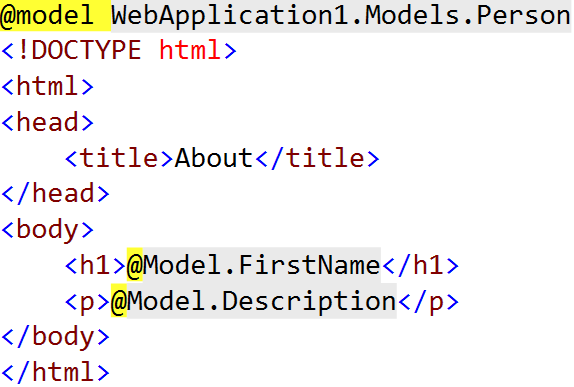 @model WebApplication1.Models.Person
<!DOCTYPE html>
<html>
<head>
    <title>About</title>
</head>
<body>
    <h1>@Model.FirstName</h1>
    <p>@Model.Description</p>
</body>
</html>